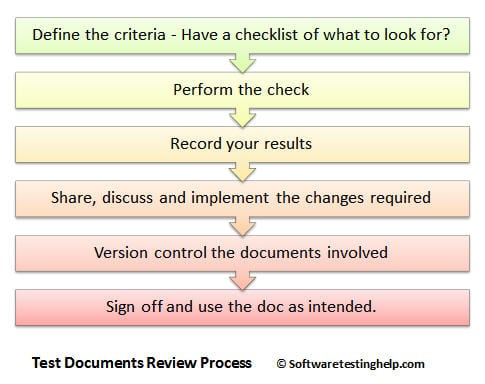 Define the criteria - Have a checklist of what to look for?
Perform the check
Record your results
Share, discuss and implement the changes required
Version control the documents involved
Sign off and use the doc as intended.
Test Documents Review Process © Softwaretestinghelp.com